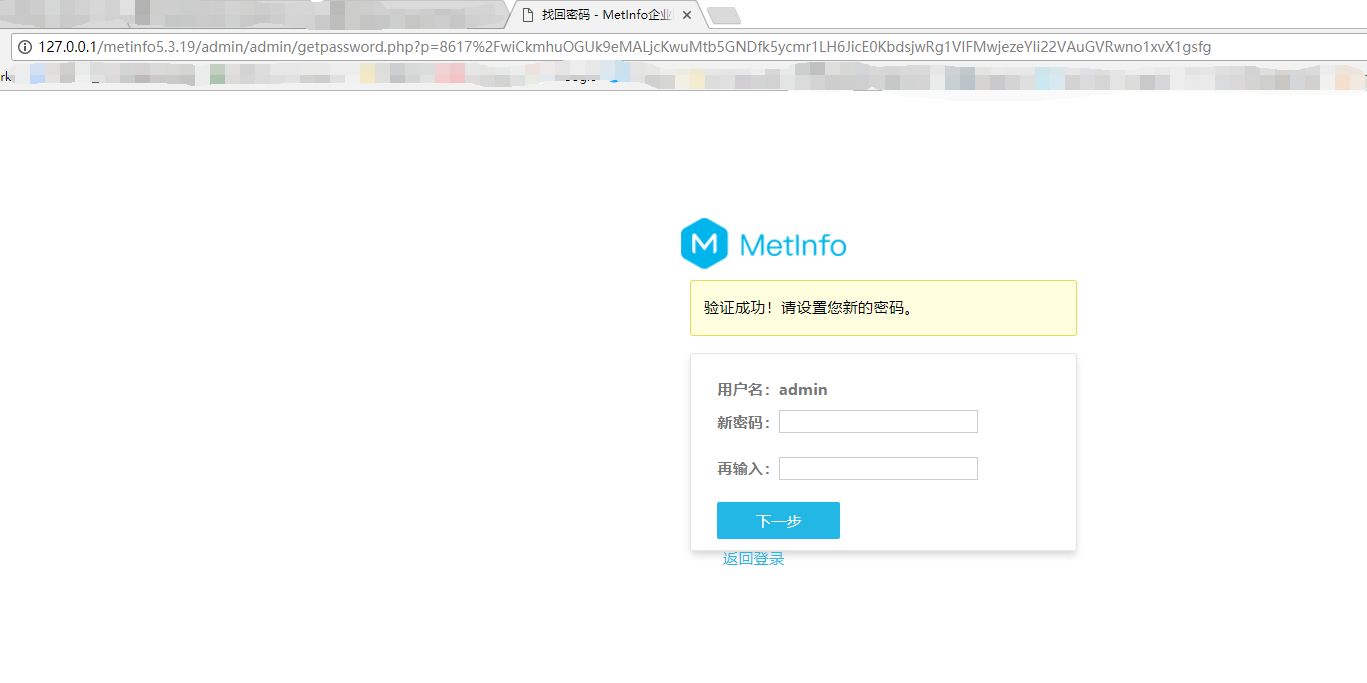 找回密码 - MetInfo企业
127.0.0.1/metinfo5.3.19/admin/admin/getpassword.php?p=8617%2FwiCkmhuOGUk9eMALjcKwuMtb5GNDfk5ycmr1LH6JicE0KbdsjwRg1VIFMwjezeYIi22VAuGVRwno1xvX1gsfg
rk
MetInfo
验证成功！请设置您新的密码。
用户名：admin
新密码：
再输入：
下一步
返回登录